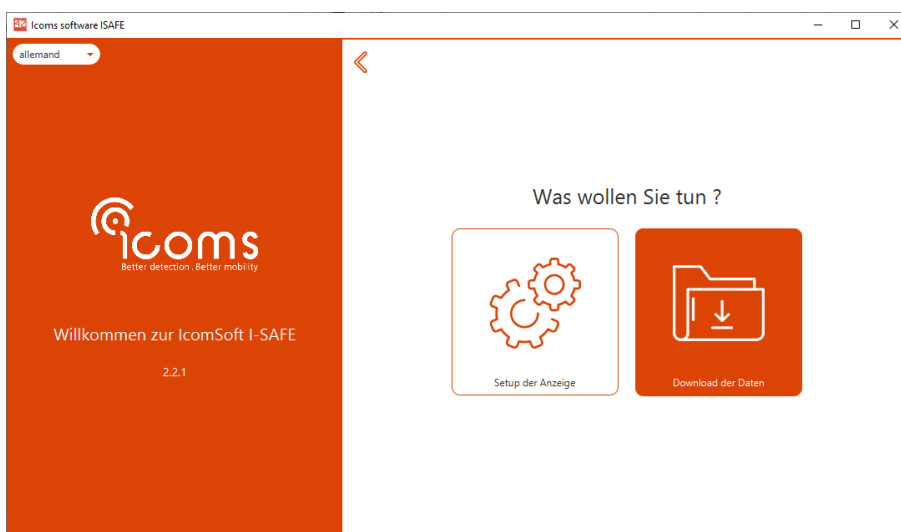 Icoms software ISAFE
allemand
icoms
Better detection . Better mobility
Willkommen zur IcomSoft I-SAFE
2.2.1
Was wollen Sie tun ?
Setup der Anzeige
Download der Daten